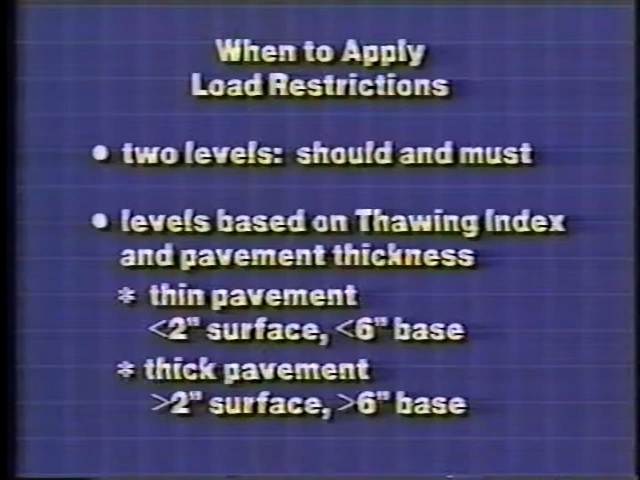 When to Apply
Load Restrictions
• two levels: should and must
• levels based on Thawing Index
and pavement thickness
* thin pavement
<2" surface, <6" base
* thick pavement
>2" surface, >6" base